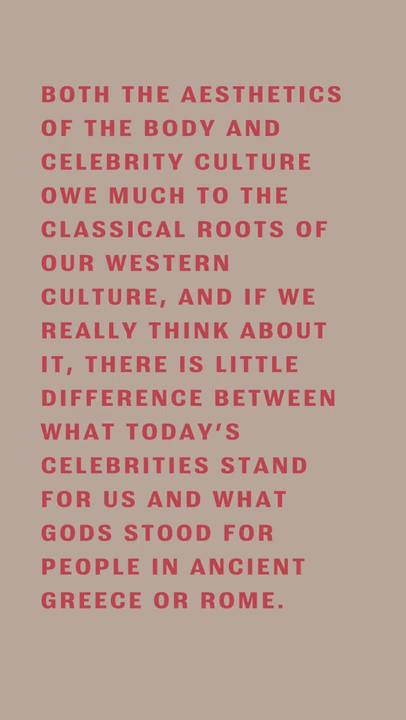 BOTH THE AESTHETICS
OF THE BODY AND
CELEBRITY CULTURE
OWE MUCH TO THE
CLASSICAL ROOTS OF
OUR WESTERN
CULTURE, AND IF WE
REALLY THINK ABOUT
IT, THERE IS LITTLE
DIFFERENCE BETWEEN
WHAT TODAY’S
CELEBRITIES STAND
FOR US AND WHAT
GODS STOOD FOR
PEOPLE IN ANCIENT
GREECE OR ROME.